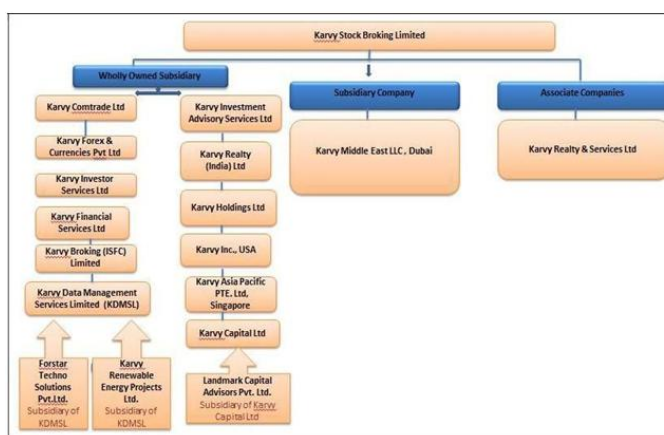 Karvy Stock Broking Limited
Wholly Owned Subsidiary
Karvy Comtrade Ltd
Karvy Forex &
Currencies Pvt Ltd
Karvy Investor
Services Ltd
Karvy Financial
Services Ltd
Karvy Broking (ISFC)
Limited
Karvy Data Management
Services Limited (KDMSL)
Forstar
Techno
Solutions
Pvt.Ltd.
Subsidiary of
KDMSL
Karvy
Renewable
Energy Projects
Ltd.
Subsidiary of
KDMSL
Karvy Investment
Advisory Services Ltd
Karvy Realty
(India) Ltd
Karvy Holdings Ltd
Karvy Inc., USA
Karvy Asia Pacific
PTE. Ltd,
Singapore
Karvy Capital Ltd
Landmark Capital
Advisors Pvt. Ltd.
Subsidiary of Karvy
Capital Ltd
Subsidiary Company
Karvy Middle East LLC , Dubai
Associate Companies
Karvy Realty & Services Ltd